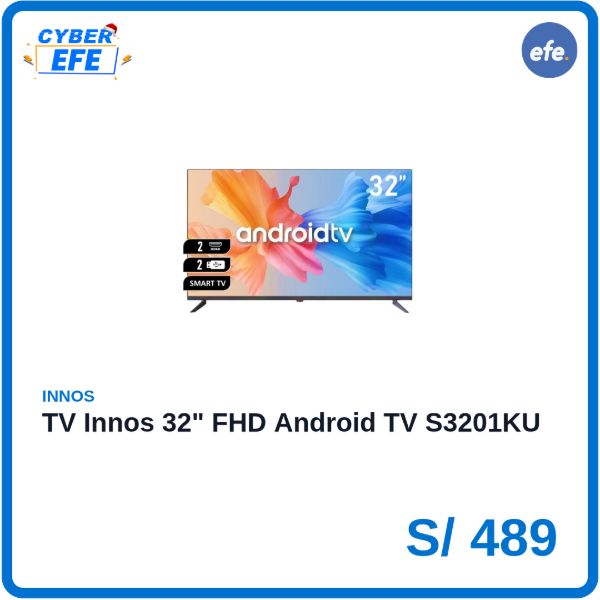 CYBER
EFE
efe.
32"
androidtv
2
2
SMART TV
INNOS
TV Innos 32" FHD Android TV S3201KU
S/ 489